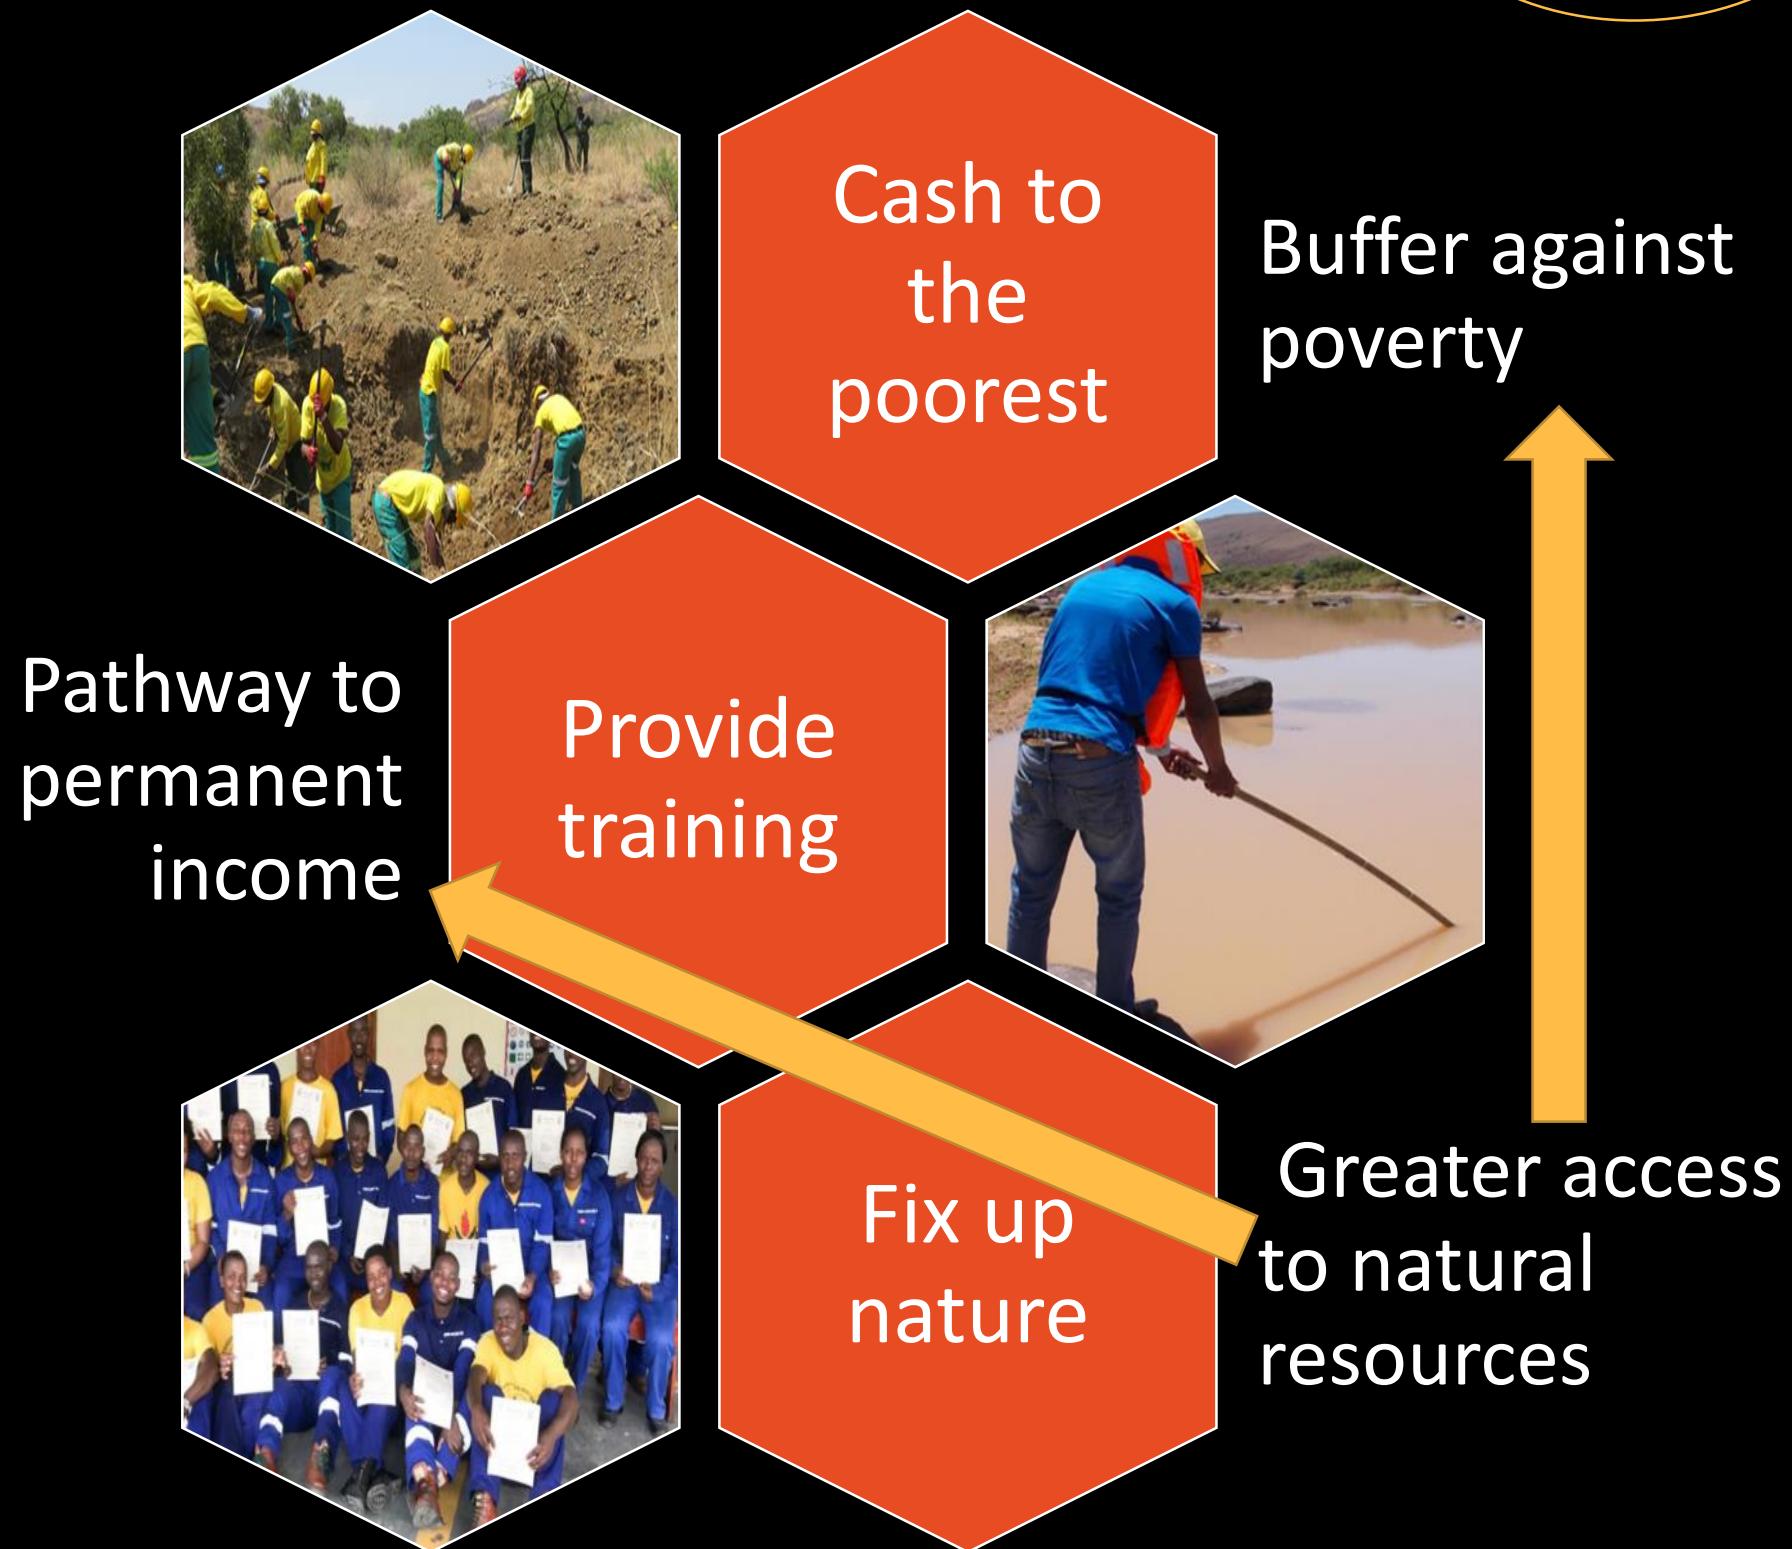 Cash to
the
poorest
Buffer against
poverty
Pathway to
permanent
income
Provide
training
Fix up
nature
Greater access
to natural
resources